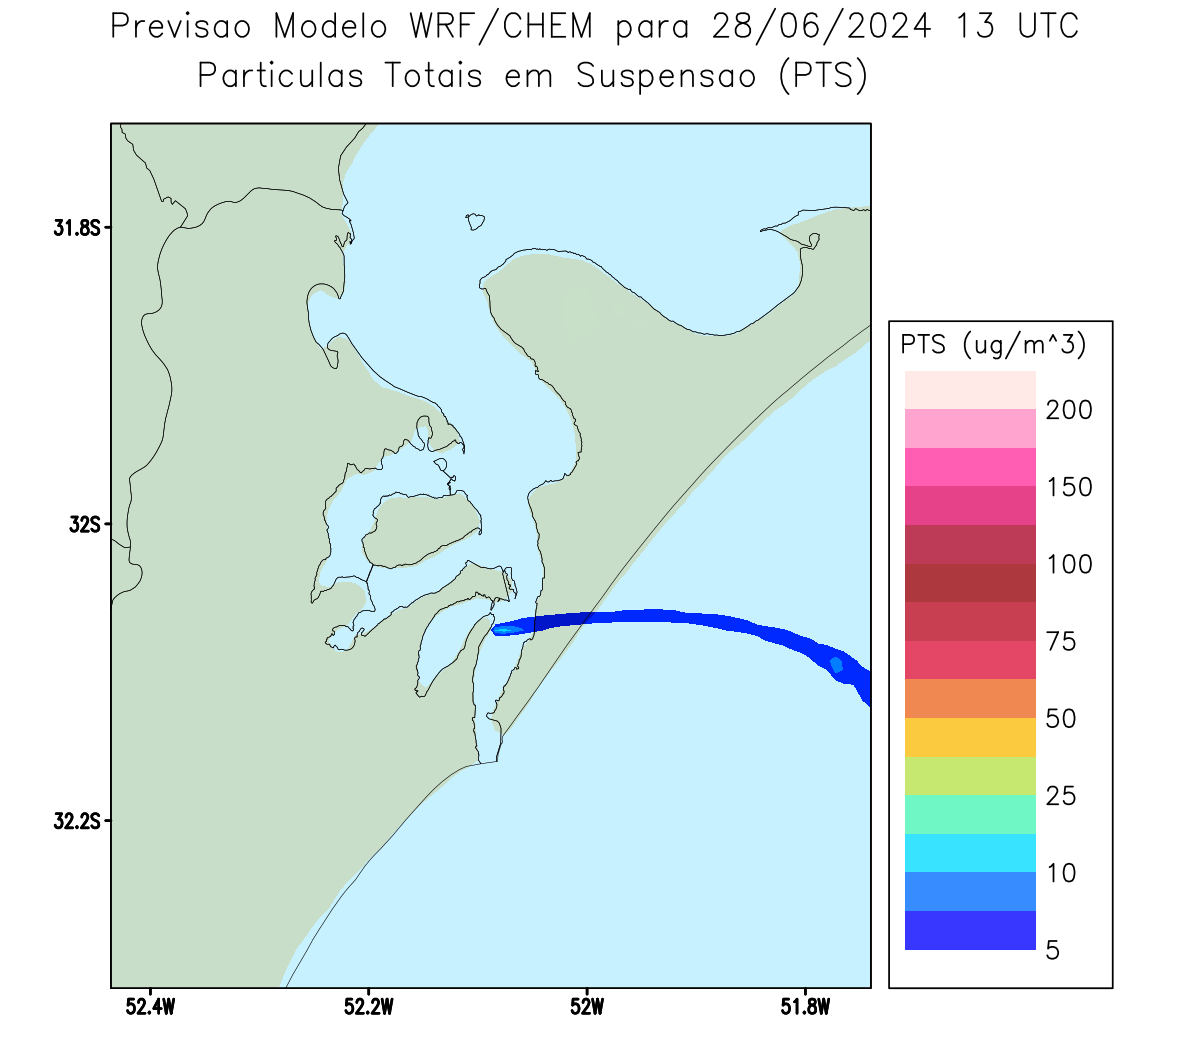 Previsao Modelo WRF/CHEM para 28/06/2024 13 UTC
Particulas Totais em Suspensao (PTS)
31.8S
32S
32.2S
52.4W
52.2W
52W
51.8W
PTS (ug/m^3)
200
150
100
75
50
25
10
5